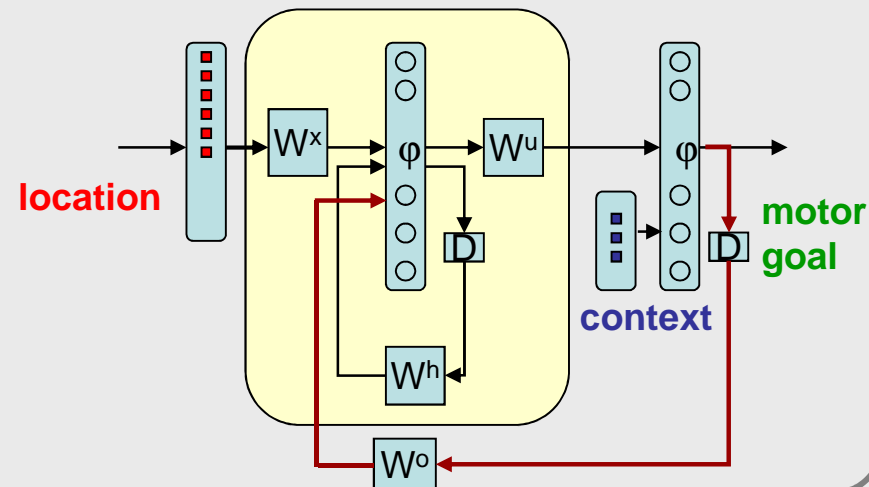 location
Wˣ
φ
D
Wʰ
Wᵘ
Wᵒ
context
φ
D
motor
goal